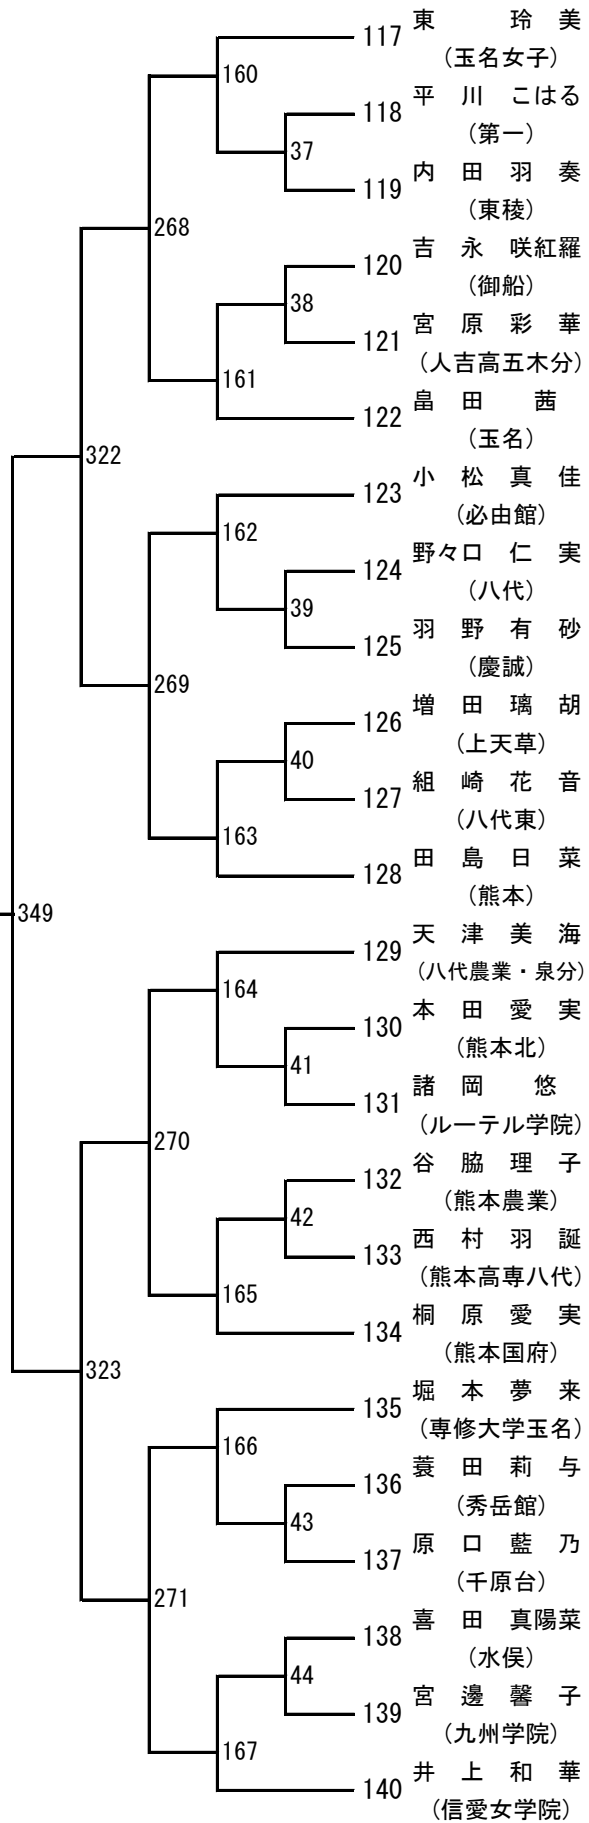 117 東 玲 美
(玉名女子)
160
118 平 川 こはる
(第一)
37
119 内 田 羽 奏
(東稜)
268
120 吉 永 咲紅羅
(御船)
38
121 宮 原 彩 華
(人吉高五木分)
161
122 畠 田 茜
(玉名)
322
123 小 松 真 佳
(必由館)
162
124 野々口 仁 実
(八代)
39
125 羽 野 有 砂
(慶誠)
269
126 増 田 璃 胡
(上天草)
40
127 組 崎 花 音
(八代東)
163
128 田 島 日 菜
(熊本)
349
129 天 津 美 海
(八代農業・泉分)
164
130 本 田 愛 実
(熊本北)
41
131 諸 岡 悠
(ルーテル学院)
270
132 谷 脇 理 子
(熊本農業)
42
133 西 村 羽 誕
(熊本高専八代)
165
134 桐 原 愛 実
(熊本国府)
323
135 堀 本 夢 来
(専修大学玉名)
166
136 蓑 田 莉 与
(秀岳館)
43
137 原 口 藍 乃
(千原台)
271
138 喜 田 真陽菜
(水俣)
44
139 宮 邊 馨 子
(九州学院)
167
140 井 上 和 華
(信愛女学院)